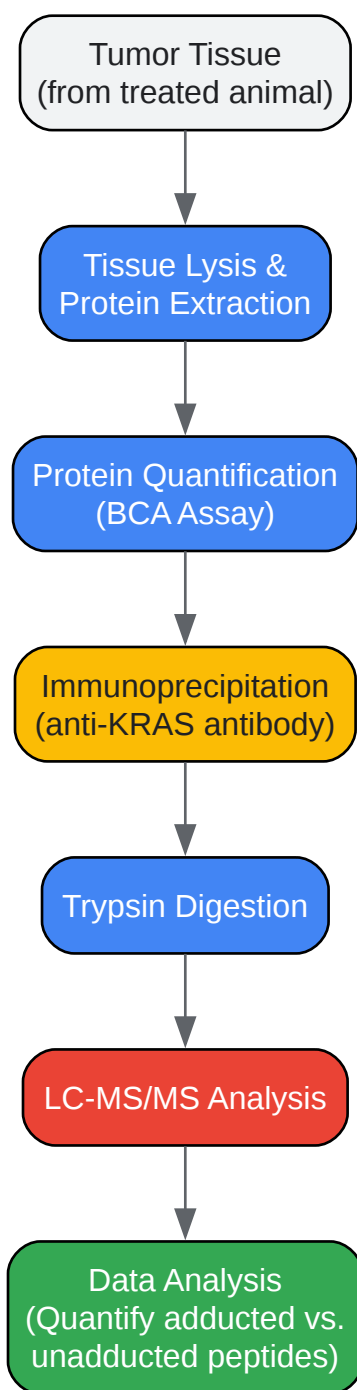 Tumor Tissue
(from treated animal)
Tissue Lysis &
Protein Extraction
Protein Quantification
(BCA Assay)
Immunoprecipitation
(anti-KRAS antibody)
Trypsin Digestion
LC-MS/MS Analysis
Data Analysis
(Quantify adducted vs.
unadducted peptides)